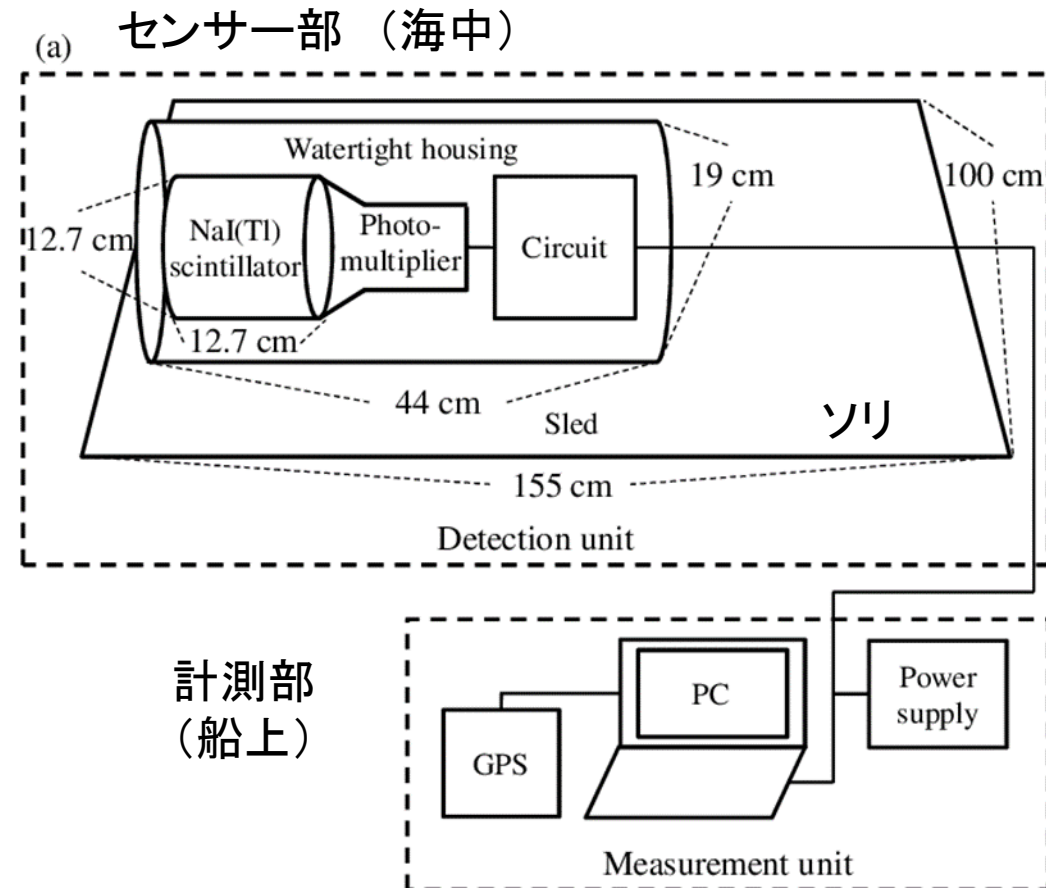 センサー部 （海中）
(a)
Watertight housing
19 cm
100 cm
12.7 cm
NaI(Tl)
scintillator
Photo-
multiplier
Circuit
12.7 cm
44 cm
Sled
ソリ
155 cm
Detection unit
計測部
（船上）
PC
Power
supply
GPS
Measurement unit